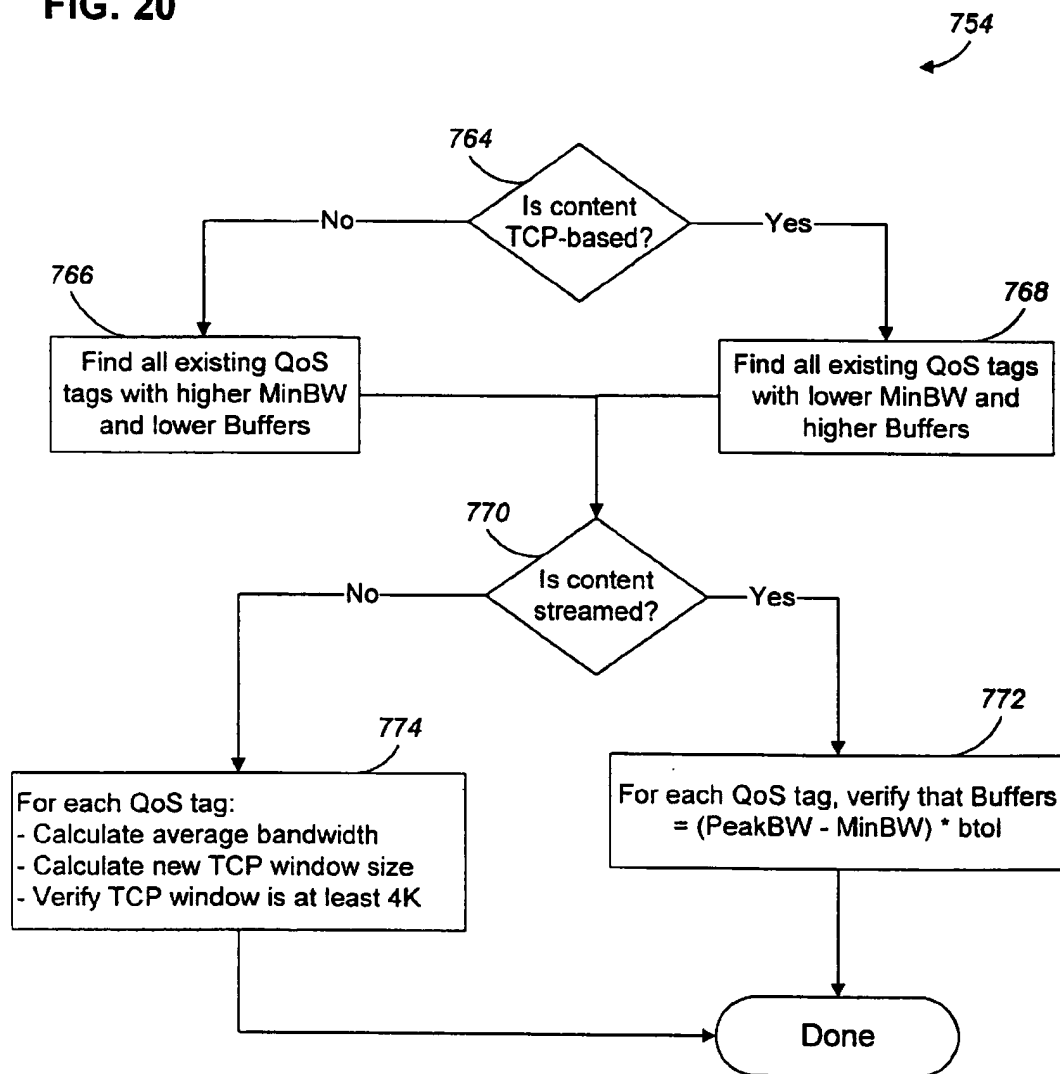 FIG. 20
754
764
Is content
TCP-based?
No
Yes
766
768
Find all existing QoS
tags with higher MinBW
and lower Buffers
Find all existing QoS tags
with lower MinBW and
higher Buffers
770
Is content
streamed?
No
Yes
774
772
For each QoS tag:
- Calculate average bandwidth
- Calculate new TCP window size
- Verify TCP window is at least 4K
For each QoS tag, verify that Buffers
= (PeakBW - MinBW) * btol
Done